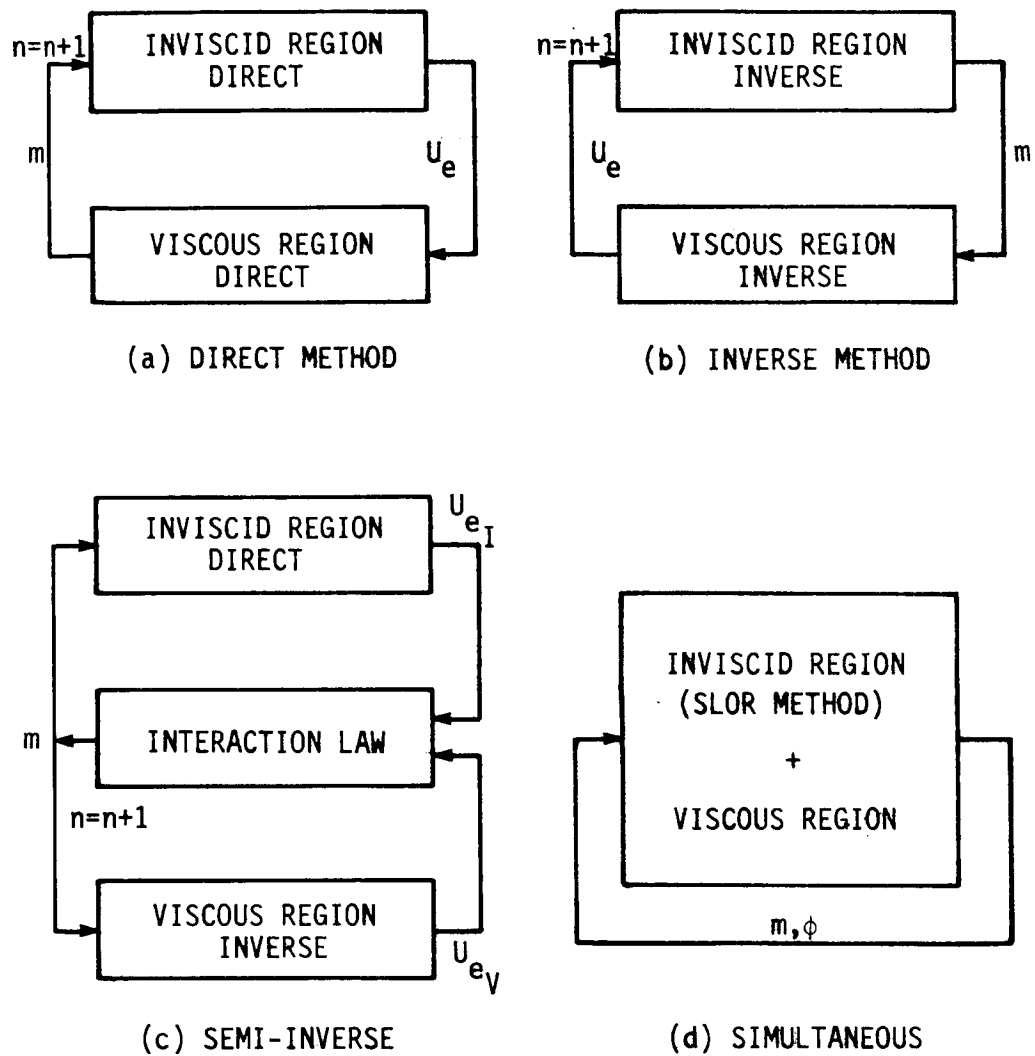 n=n+1
INVISCID REGION
DIRECT
m
U_e
VISCOUS REGION
DIRECT
(a) DIRECT METHOD
n=n+1
INVISCID REGION
INVERSE
U_e
m
VISCOUS REGION
INVERSE
(b) INVERSE METHOD
U_e_I
INVISCID REGION
DIRECT
m
INTERACTION LAW
n=n+1
VISCOUS REGION
INVERSE
U_e_V
(c) SEMI-INVERSE
INVISCID REGION
(SLOR METHOD)
+
VISCOUS REGION
m,ϕ
(d) SIMULTANEOUS